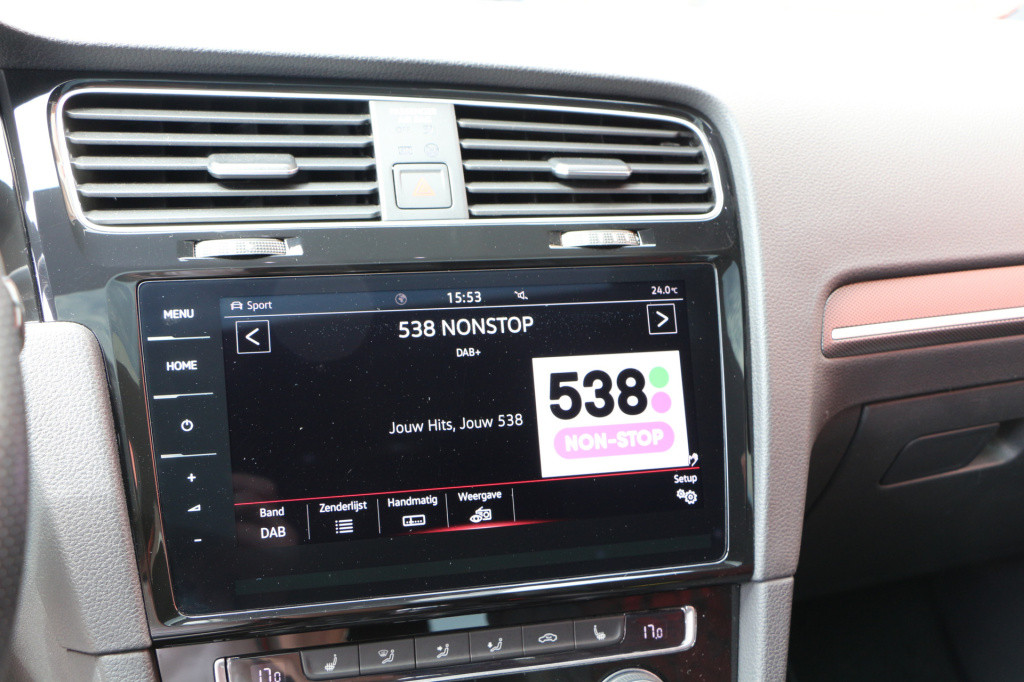 MENU
HOME
+
-
Sport
15:53
24.0°C
<
538 NONSTOP
>
DAB+
Jouw Hits, Jouw 538
538
NON-STOP
Band
DAB
Zenderlijst
Handmatig
Weergave
Setup
17.0
17.0